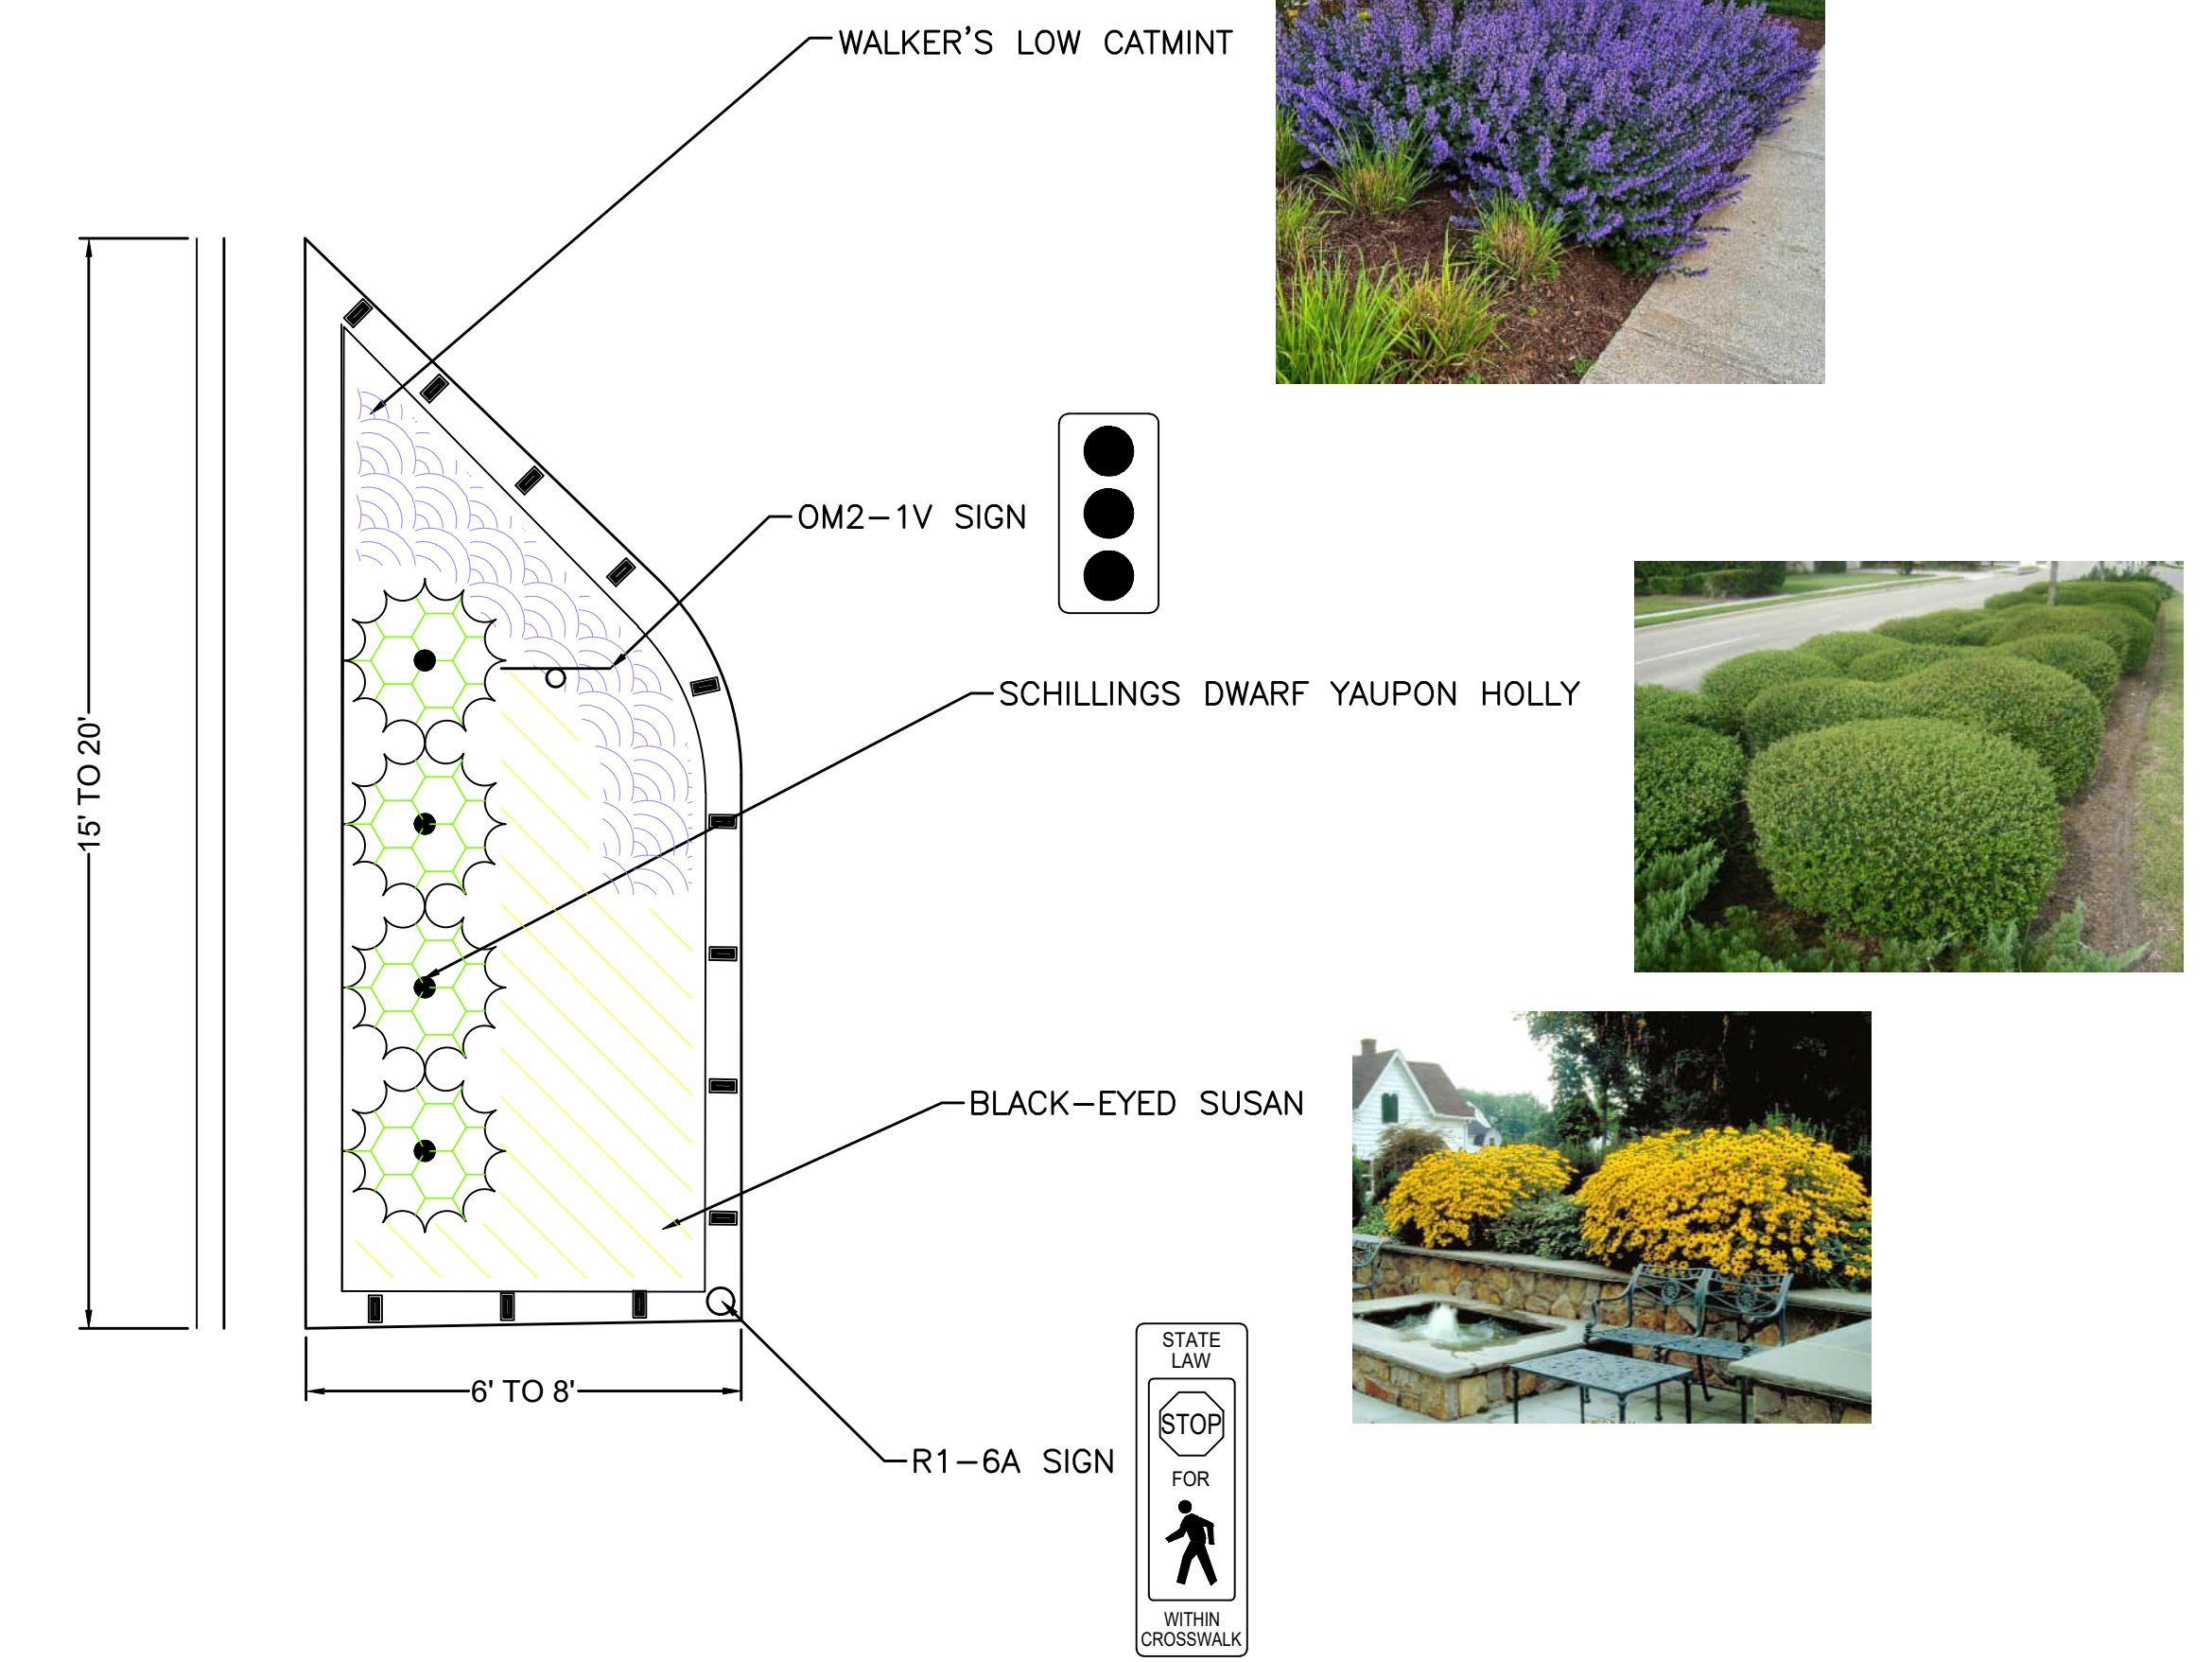 WALKER'S LOW CATMINT
OM2-1V SIGN
SCHILLINGS DWARF YAUPON HOLLY
15' TO 20'
BLACK-EYED SUSAN
6' TO 8'
R1-6A SIGN
STATE
LAW
STOP
FOR
WITHIN
CROSSWALK